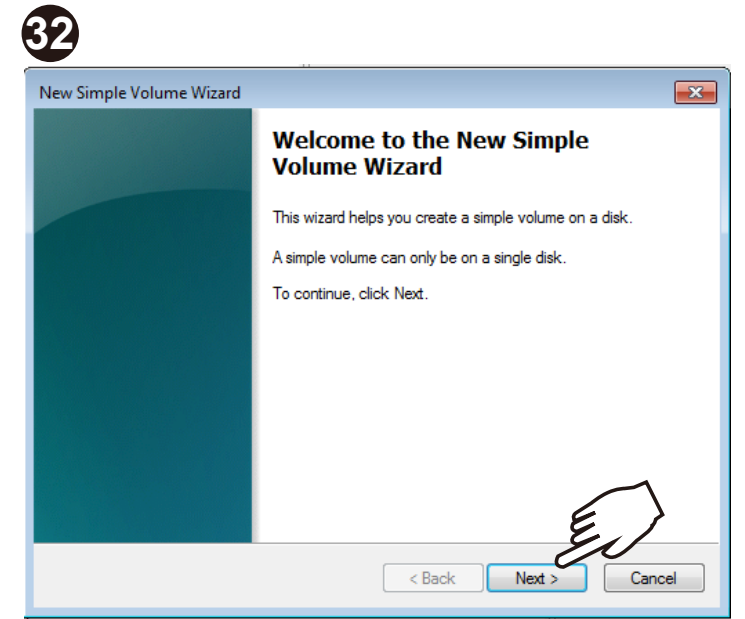 32
New Simple Volume Wizard
Welcome to the New Simple
Volume Wizard
This wizard helps you create a simple volume on a disk.
A simple volume can only be on a single disk.
To continue, click Next.
< Back Next > Cancel